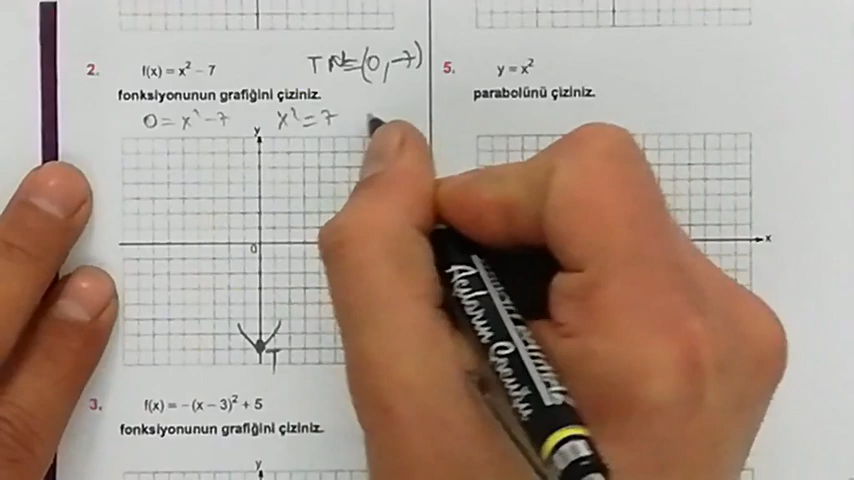 2. f(x) = x² - 7
TN=(0,-7)
fonksiyonunun grafiğini çiziniz.
0 = x² - 7 x² = 7
y
0
T
3. f(x) = -(x - 3)² + 5
fonksiyonunun grafiğini çiziniz.
y
5. y = x²
parabolünü çiziniz.
x